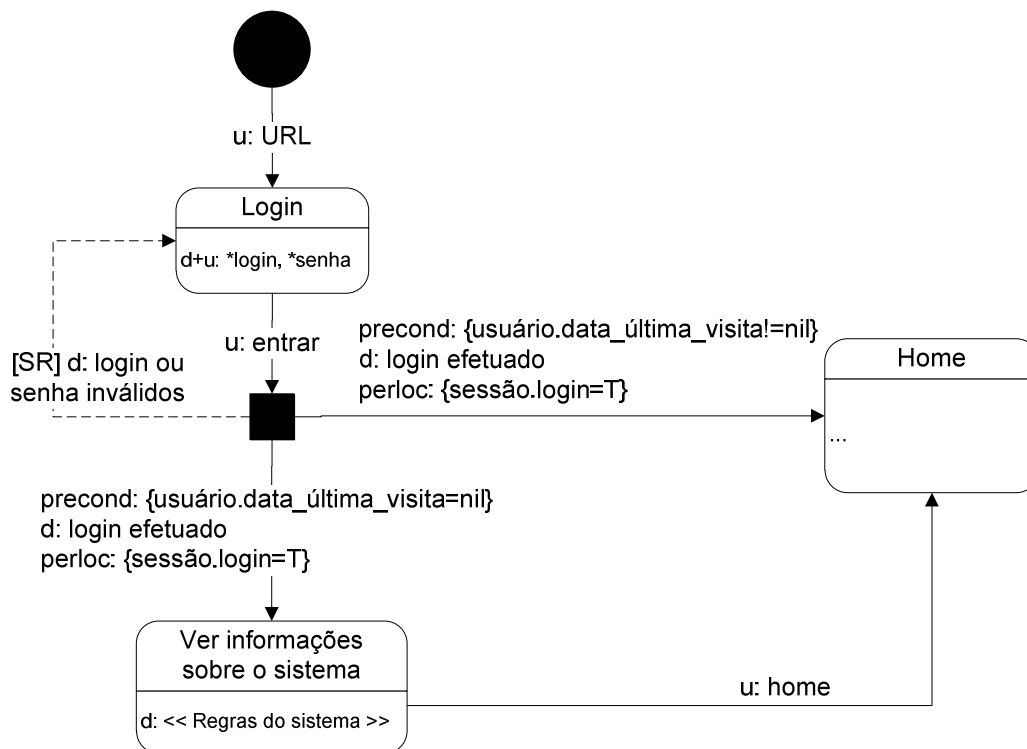 u: URL
Login
d+u: *login, *senha
u: entrar
[SR] d: login ou
senha inválidos
precond: {usuário.data_última_visita!=nil}
d: login efetuado
perloc: {sessão.login=T}
Home
...
precond: {usuário.data_última_visita=nil}
d: login efetuado
perloc: {sessão.login=T}
Ver informações
sobre o sistema
d: << Regras do sistema >>
u: home